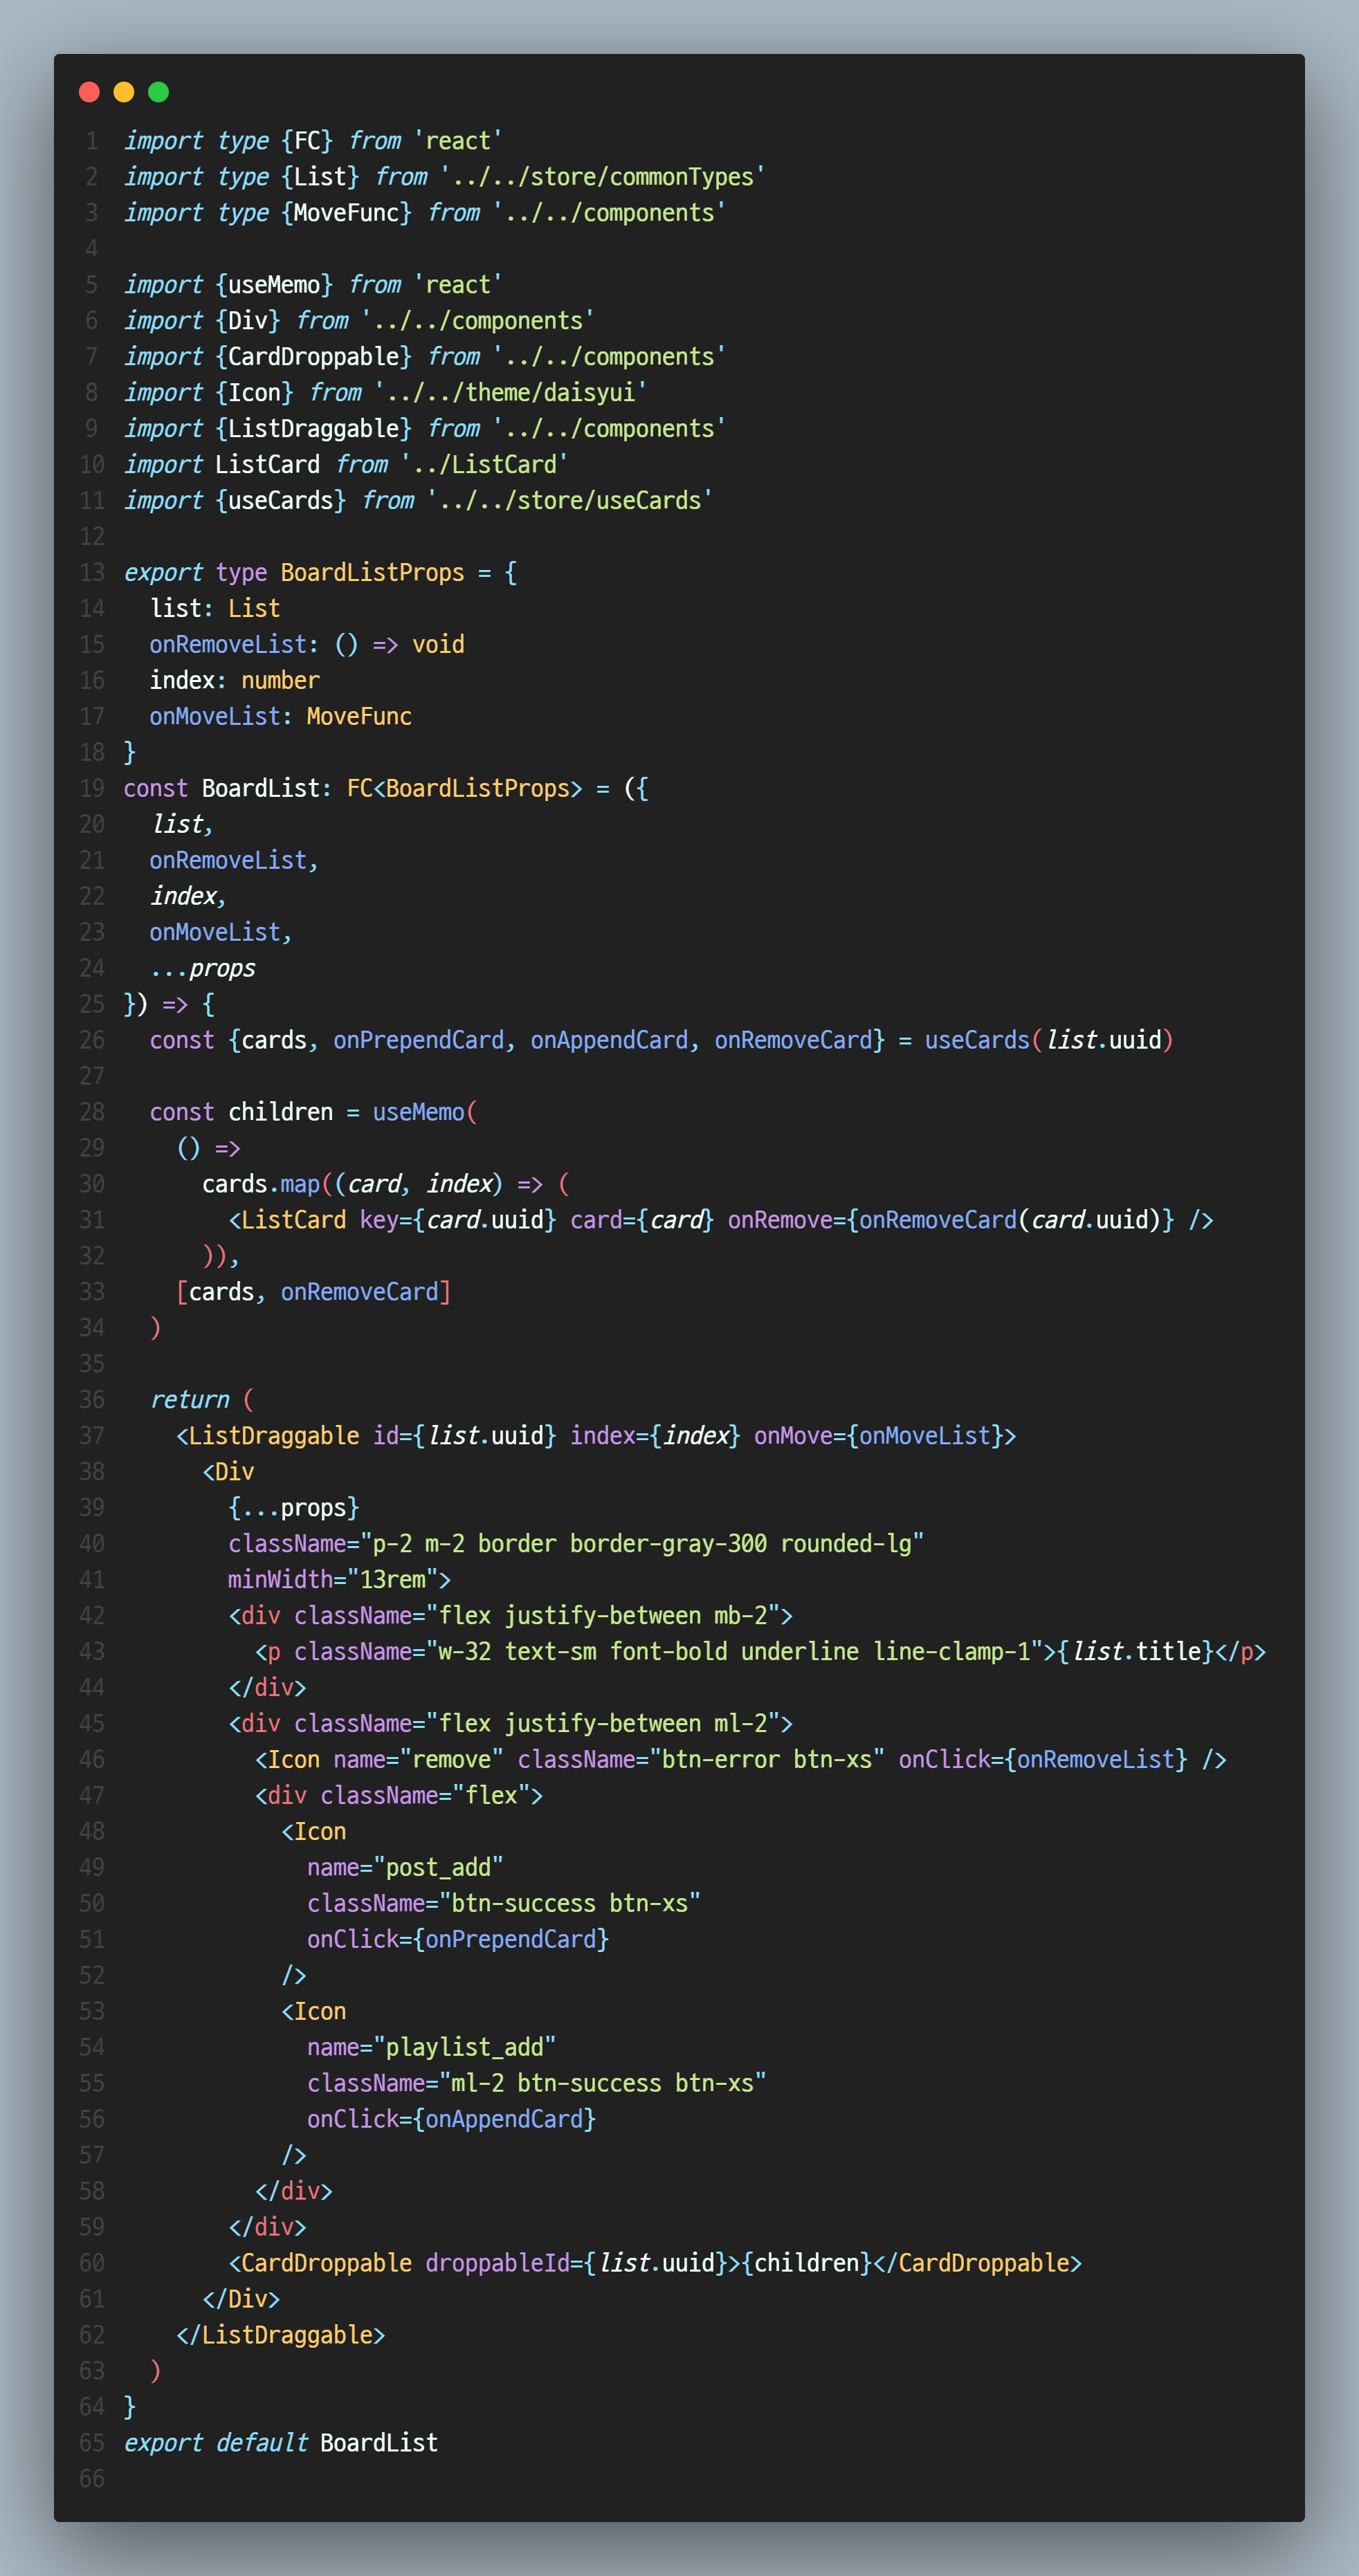 1 import type {FC} from 'react'
2 import type {List} from '../../store/commonTypes'
3 import type {MoveFunc} from '../../components'
4
5 import {useMemo} from 'react'
6 import {Div} from '../../components'
7 import {CardDroppable} from '../../components'
8 import {Icon} from '../../theme/daisyui'
9 import {ListDraggable} from '../../components'
10 import ListCard from '../ListCard'
11 import {useCards} from '../../store/useCards'
12
13 export type BoardListProps = {
14   list: List
15   onRemoveList: () => void
16   index: number
17   onMoveList: MoveFunc
18 }
19 const BoardList: FC<BoardListProps> = ({
20   list,
21   onRemoveList,
22   index,
23   onMoveList,
24   ...props
25 }) => {
26   const {cards, onPrependCard, onAppendCard, onRemoveCard} = useCards(list.uuid)
27
28   const children = useMemo(
29     () =>
30       cards.map((card, index) => (
31         <ListCard key={card.uuid} card={card} onRemove={onRemoveCard(card.uuid)} />
32       )),
33     [cards, onRemoveCard]
34   )
35
36   return (
37     <ListDraggable id={list.uuid} index={index} onMove={onMoveList}>
38       <Div
39         {...props}
40         className="p-2 m-2 border border-gray-300 rounded-lg"
41         minWidth="13rem">
42         <div className="flex justify-between mb-2">
43           <p className="w-32 text-sm font-bold underline line-clamp-1">{list.title}</p>
44         </div>
45         <div className="flex justify-between ml-2">
46           <Icon name="remove" className="btn-error btn-xs" onClick={onRemoveList} />
47           <div className="flex">
48             <Icon
49               name="post_add"
50               className="btn-success btn-xs"
51               onClick={onPrependCard}
52             />
53             <Icon
54               name="playlist_add"
55               className="ml-2 btn-success btn-xs"
56               onClick={onAppendCard}
57             />
58           </div>
59         </div>
60         <CardDroppable droppableId={list.uuid}>{children}</CardDroppable>
61       </Div>
62     </ListDraggable>
63   )
64 }
65 export default BoardList
66